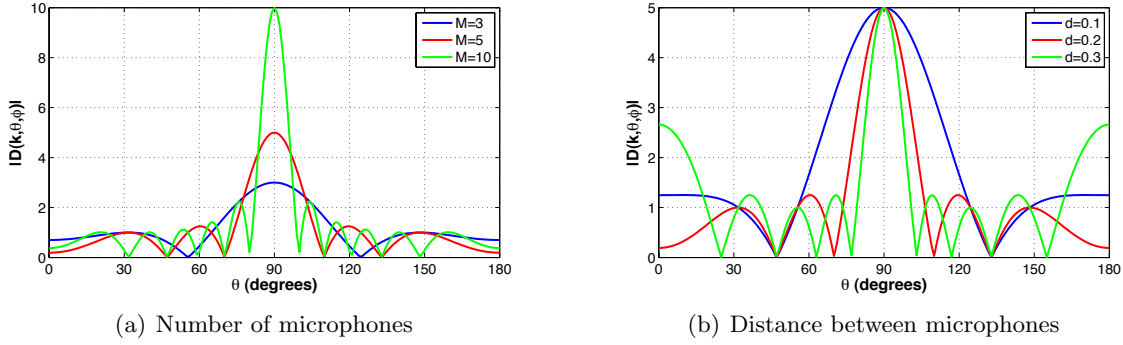 10
8
6
4
2
0
|D(k,θ,ϕ)|
0 30 60 90 120 150 180
θ (degrees)
M=3
M=5
M=10
(a) Number of microphones
5
4
3
2
1
0
|D(k,θ,ϕ)|
0 30 60 90 120 150 180
θ (degrees)
d=0.1
d=0.2
d=0.3
(b) Distance between microphones